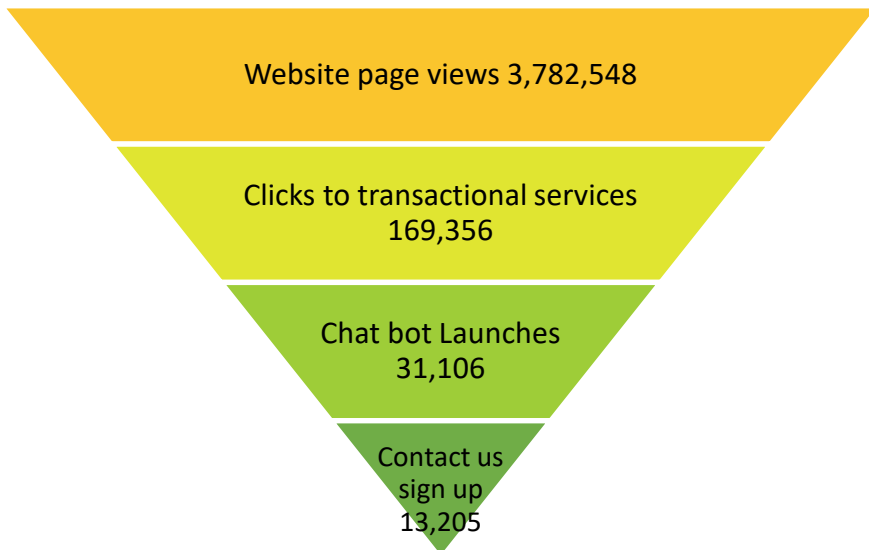 Website page views 3,782,548
Clicks to transactional services
169,356
Chat bot Launches
31,106
Contact us
sign up
13,205